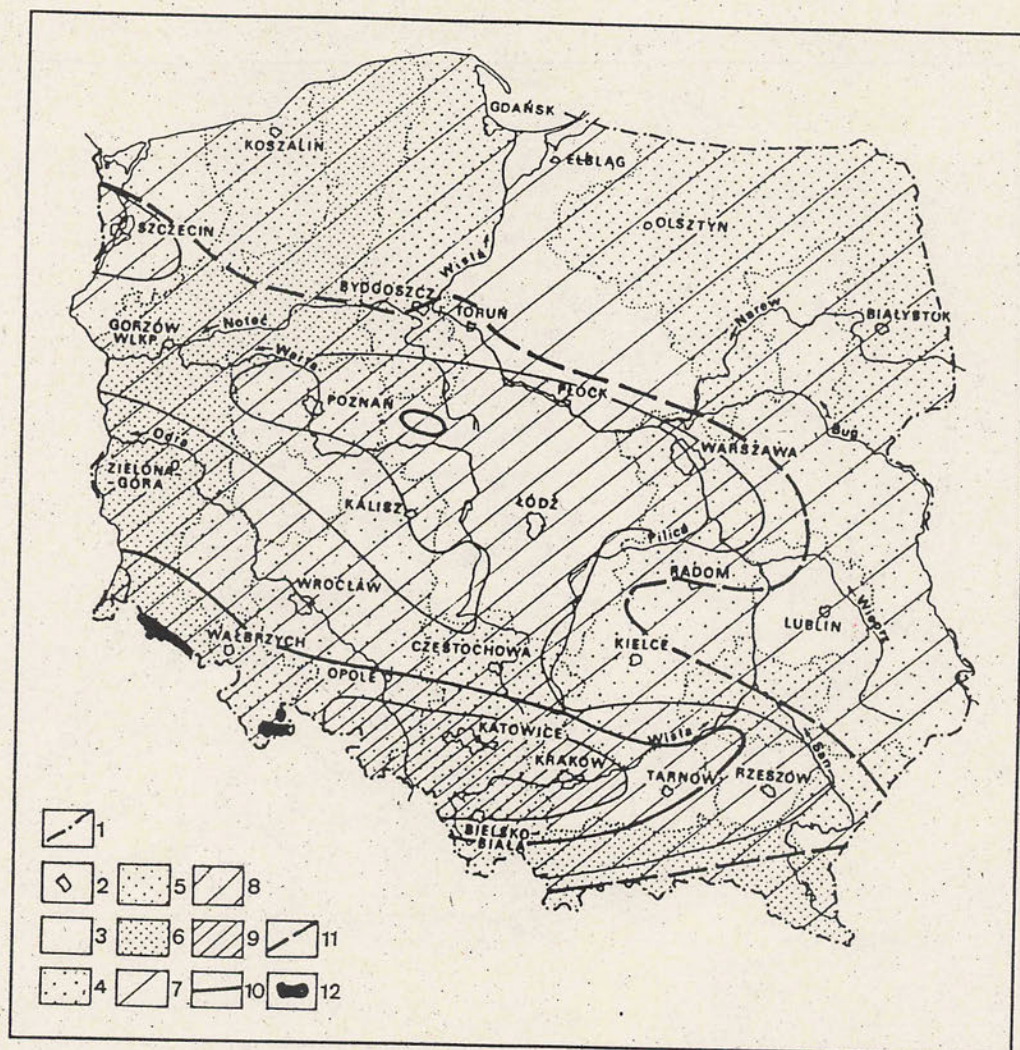 GDAŃSK
KOSZALIN
ELBLĄG
SZCZECIN
OLSZTYN
Wisła
BYDGOSZCZ
TORUŃ
Narew
BIAŁYSTOK
GORZÓW
WLKP.
Noteć
Warta
PŁOCK
POZNAŃ
Bug
WARSZAWA
Odra
ZIELONA
GÓRA
KALISZ
ŁÓDŹ
Pilica
RADOM
WROCŁAW
LUBLIN
Wieprz
WAŁBRZYCH
CZĘSTOCHOWA
KIELCE
OPOLE
KATOWICE
Wisła
San
KRAKÓW
TARNÓW
RZESZÓW
BIELSKO-
BIAŁA
1
2
5
8
3
6
9
11
4
7
10
12